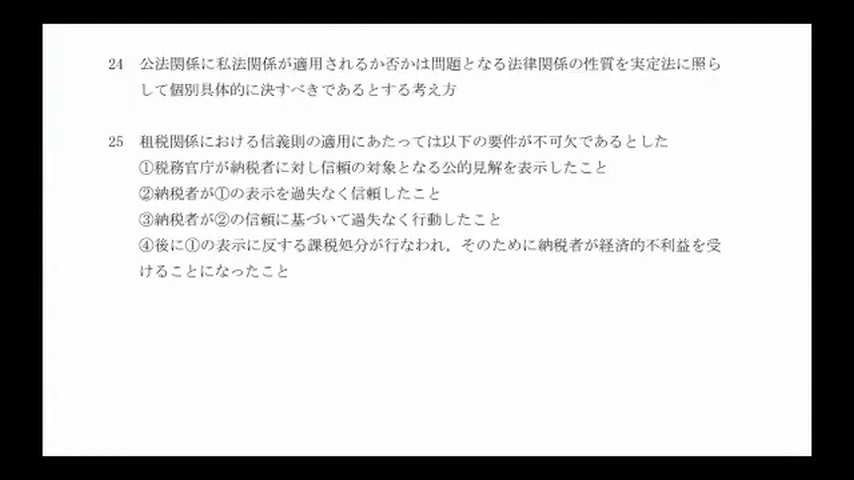 24 公法関係に私法関係が適用されるか否かは問題となる法律関係の性質を実定法に照ら
して個別具体的に決すべきであるとする考え方
25 租税関係における信義則の適用にあたっては以下の要件が不可欠であるとした
①税務官庁が納税者に対し信頼の対象となる公的見解を表示したこと
②納税者が①の表示を過失なく信頼したこと
③納税者が②の信頼に基づいて過失なく行動したこと
④後に①の表示に反する課税処分が行なわれ，そのために納税者が経済的不利益を受
けることになったこと